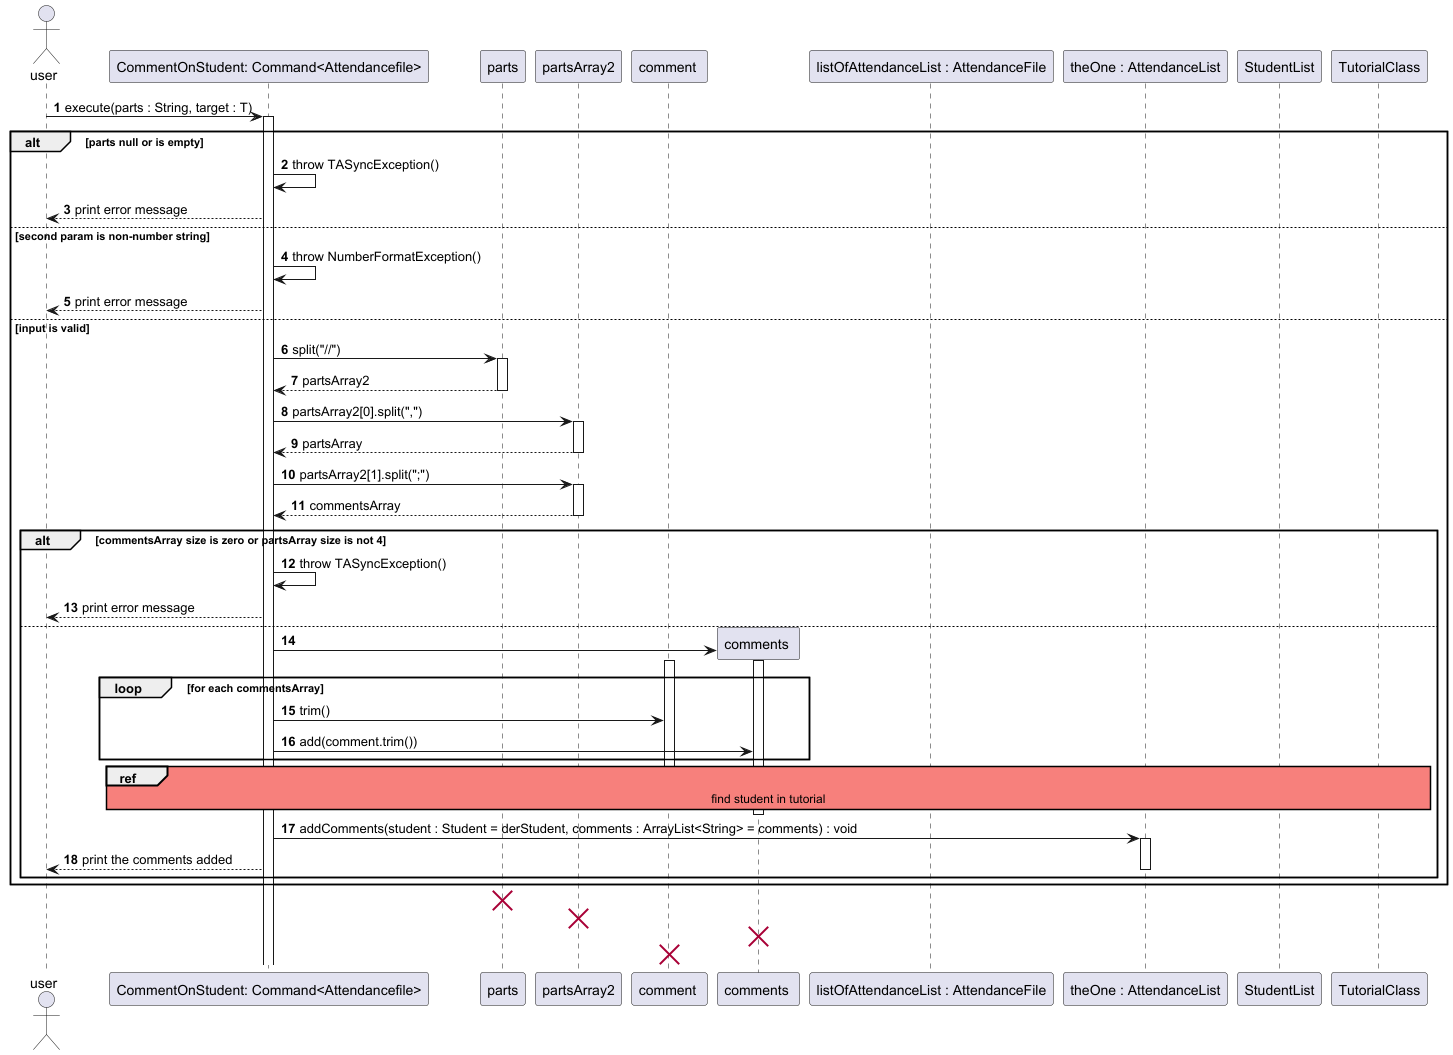 user
CommentOnStudent: Command<Attendancefile>
parts
partsArray2
comment
listOfAttendanceList : AttendanceFile
theOne : AttendanceList
StudentList
TutorialClass
1 execute(parts : String, target : T)
alt [parts null or is empty]
2 throw TASyncException()
3 print error message
[second param is non-number string]
4 throw NumberFormatException()
5 print error message
[input is valid]
6 split("//")
7 partsArray2
8 partsArray2[0].split(",")
9 partsArray
10 partsArray2[1].split(";")
11 commentsArray
alt [commentsArray size is zero or partsArray size is not 4]
12 throw TASyncException()
13 print error message
14
comments
loop [for each commentsArray]
15 trim()
16 add(comment.trim())
ref
find student in tutorial
17 addComments(student : Student = derStudent, comments : ArrayList<String> = comments) : void
18 print the comments added
user
CommentOnStudent: Command<Attendancefile>
parts
partsArray2
comment
comments
listOfAttendanceList : AttendanceFile
theOne : AttendanceList
StudentList
TutorialClass